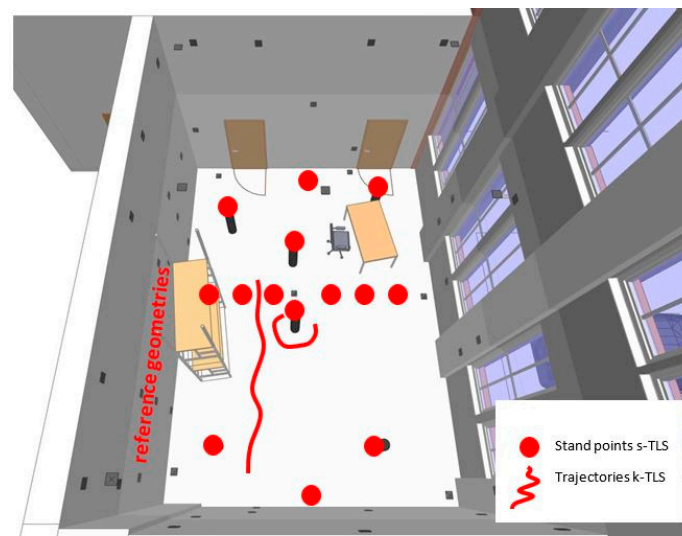 reference geometries
Stand points s-TLS
Trajectories k-TLS